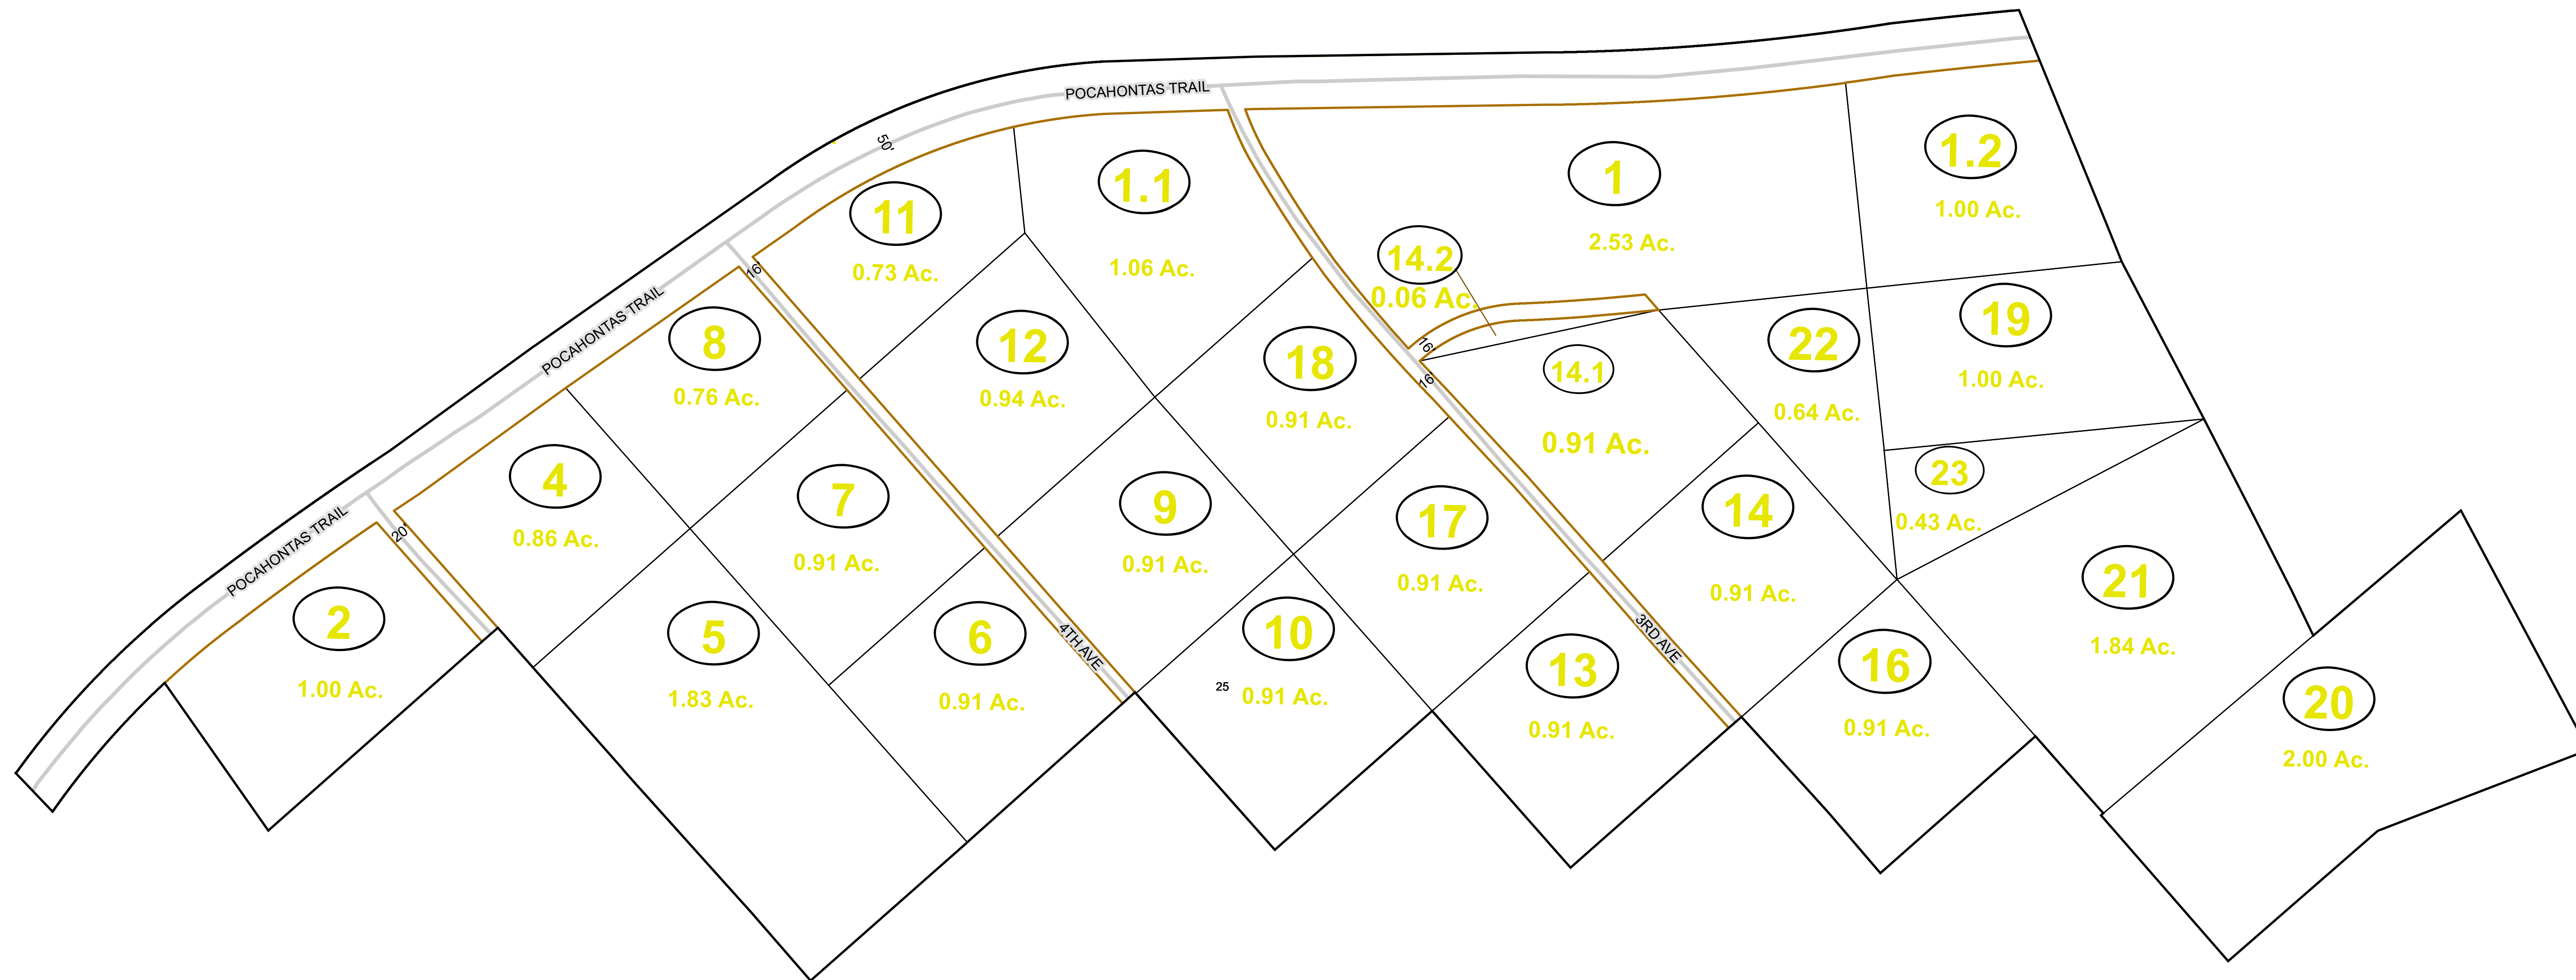 POCAHONTAS TRAIL
50'
1.2
1.00 Ac.
1
2.53 Ac.
1.1
1.06 Ac.
11
0.73 Ac.
14.2
0.06 Ac.
16'
POCAHONTAS TRAIL
8
0.76 Ac.
12
0.94 Ac.
18
0.91 Ac.
16'
16'
14.1
0.91 Ac.
22
0.64 Ac.
19
1.00 Ac.
4
0.86 Ac.
7
0.91 Ac.
9
0.91 Ac.
17
0.91 Ac.
14
0.91 Ac.
23
0.43 Ac.
POCAHONTAS TRAIL
20'
2
1.00 Ac.
5
1.83 Ac.
6
0.91 Ac.
4TH AVE
10
25
0.91 Ac.
13
0.91 Ac.
3RD AVE
16
0.91 Ac.
21
1.84 Ac.
20
2.00 Ac.